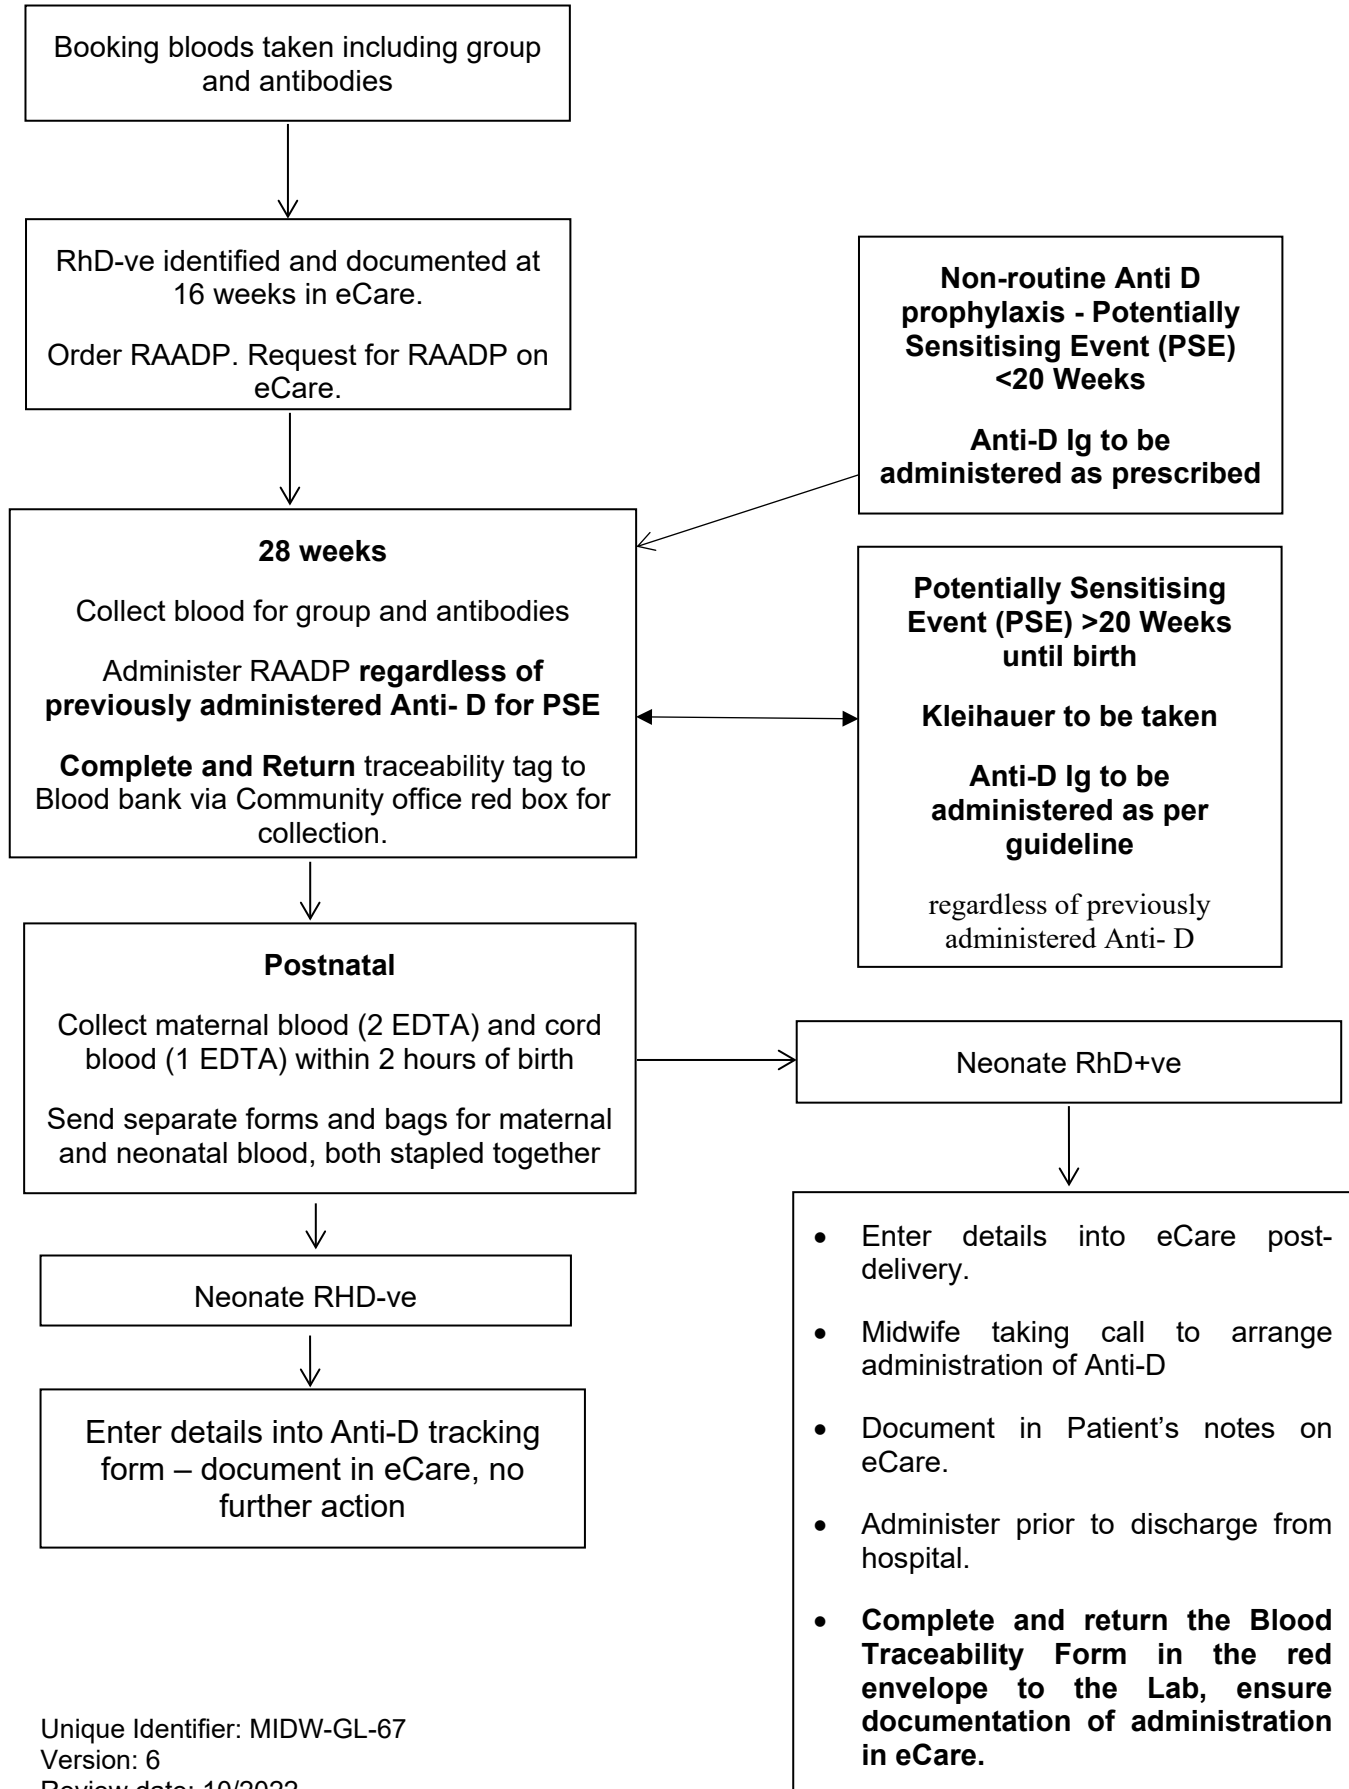 Booking bloods taken including group
and antibodies
RhD-ve identified and documented at
16 weeks in eCare.
Order RAADP. Request for RAADP on
eCare.
Non-routine Anti D
prophylaxis - Potentially
Sensitising Event (PSE)
<20 Weeks
Anti-D Ig to be
administered as prescribed
28 weeks
Collect blood for group and antibodies
Administer RAADP regardless of
previously administered Anti- D for PSE
Complete and Return traceability tag to
Blood bank via Community office red box for
collection.
Potentially Sensitising
Event (PSE) >20 Weeks
until birth
Kleihauer to be taken
Anti-D Ig to be
administered as per
guideline
regardless of previously
administered Anti- D
Postnatal
Collect maternal blood (2 EDTA) and cord
blood (1 EDTA) within 2 hours of birth
Send separate forms and bags for maternal
and neonatal blood, both stapled together
Neonate RhD+ve
Neonate RHD-ve
Enter details into Anti-D tracking
form – document in eCare, no
further action
• Enter details into eCare post-
delivery.
• Midwife taking call to arrange
administration of Anti-D
• Document in Patient’s notes on
eCare.
• Administer prior to discharge from
hospital.
• Complete and return the Blood
Traceability Form in the red
envelope to the Lab, ensure
documentation of administration
in eCare.
Unique Identifier: MIDW-GL-67
Version: 6
Review date: 10/2022